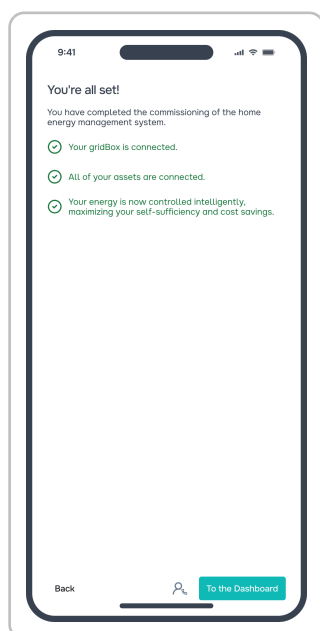 9:41
You're all set!
You have completed the commissioning of the home
energy management system.
Your gridBox is connected.
All of your assets are connected.
Your energy is now controlled intelligently,
maximizing your self-sufficiency and cost savings.
Back
To the Dashboard